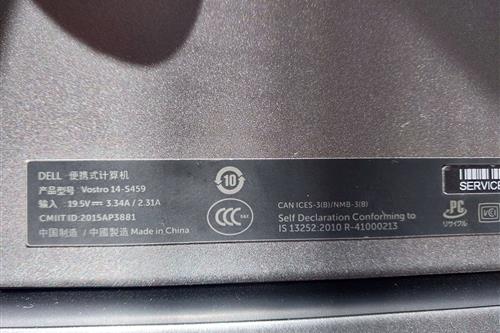 DELL 便携式计算机
产品型号: Vostro 14-5459
输入: 19.5V⎓ 3.34A / 2.31A
CMIIT ID: 2015AP3881
中国制造 / 中國製造 Made in China
10
CCC
S&E
CAN ICES-3(B)/NMB-3(B)
Self Declaration Conforming to
IS 13252:2010 R-41000213
SERVICE
PC
リサイクル
VCI